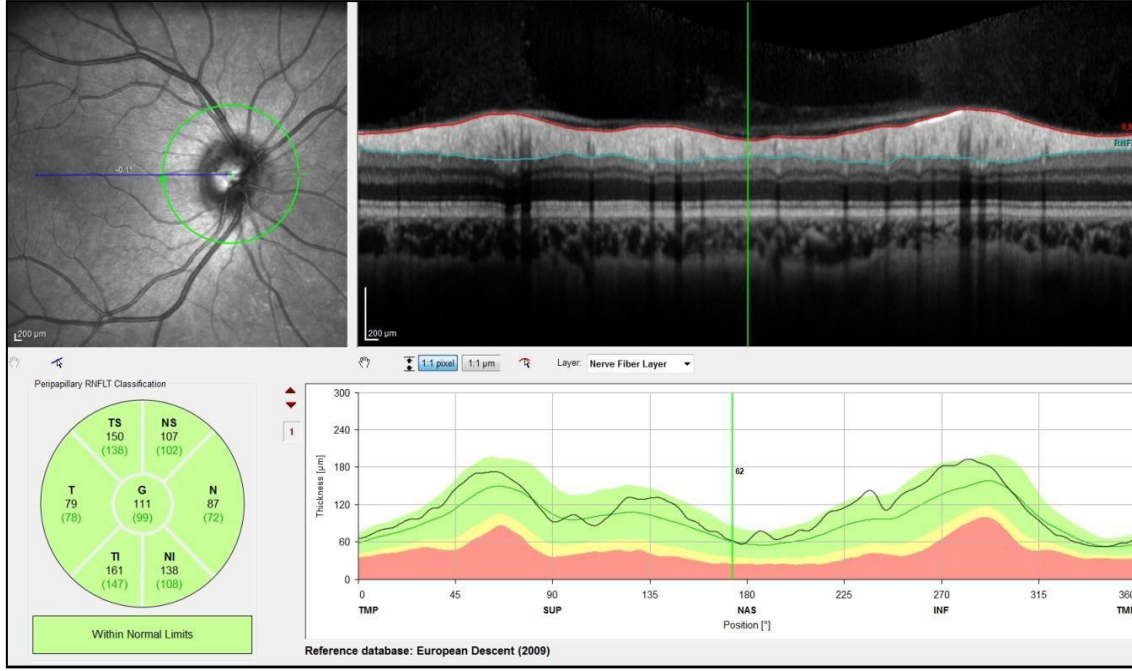 -0.1°
200 µm
ILM
RNFL
200 µm
1:1 pixel 1:1 µm Layer: Nerve Fiber Layer
Peripapillary RNFLT Classification
TS
150
(138)
NS
107
(102)
T
79
(78)
G
111
(99)
N
87
(72)
TI
161
(147)
NI
138
(108)
Within Normal Limits
1
Thickness [µm]
300
240
180
120
60
0
62
0 45 90 135 180 225 270 315 360
TMP SUP NAS INF TMP
Position [°]
Reference database: European Descent (2009)